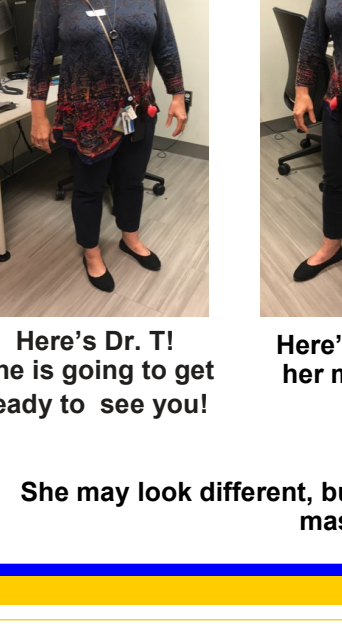 Here’s Dr. T!
he is going to get
eady to  see you!
Here’
her
She may look different, bu
mas